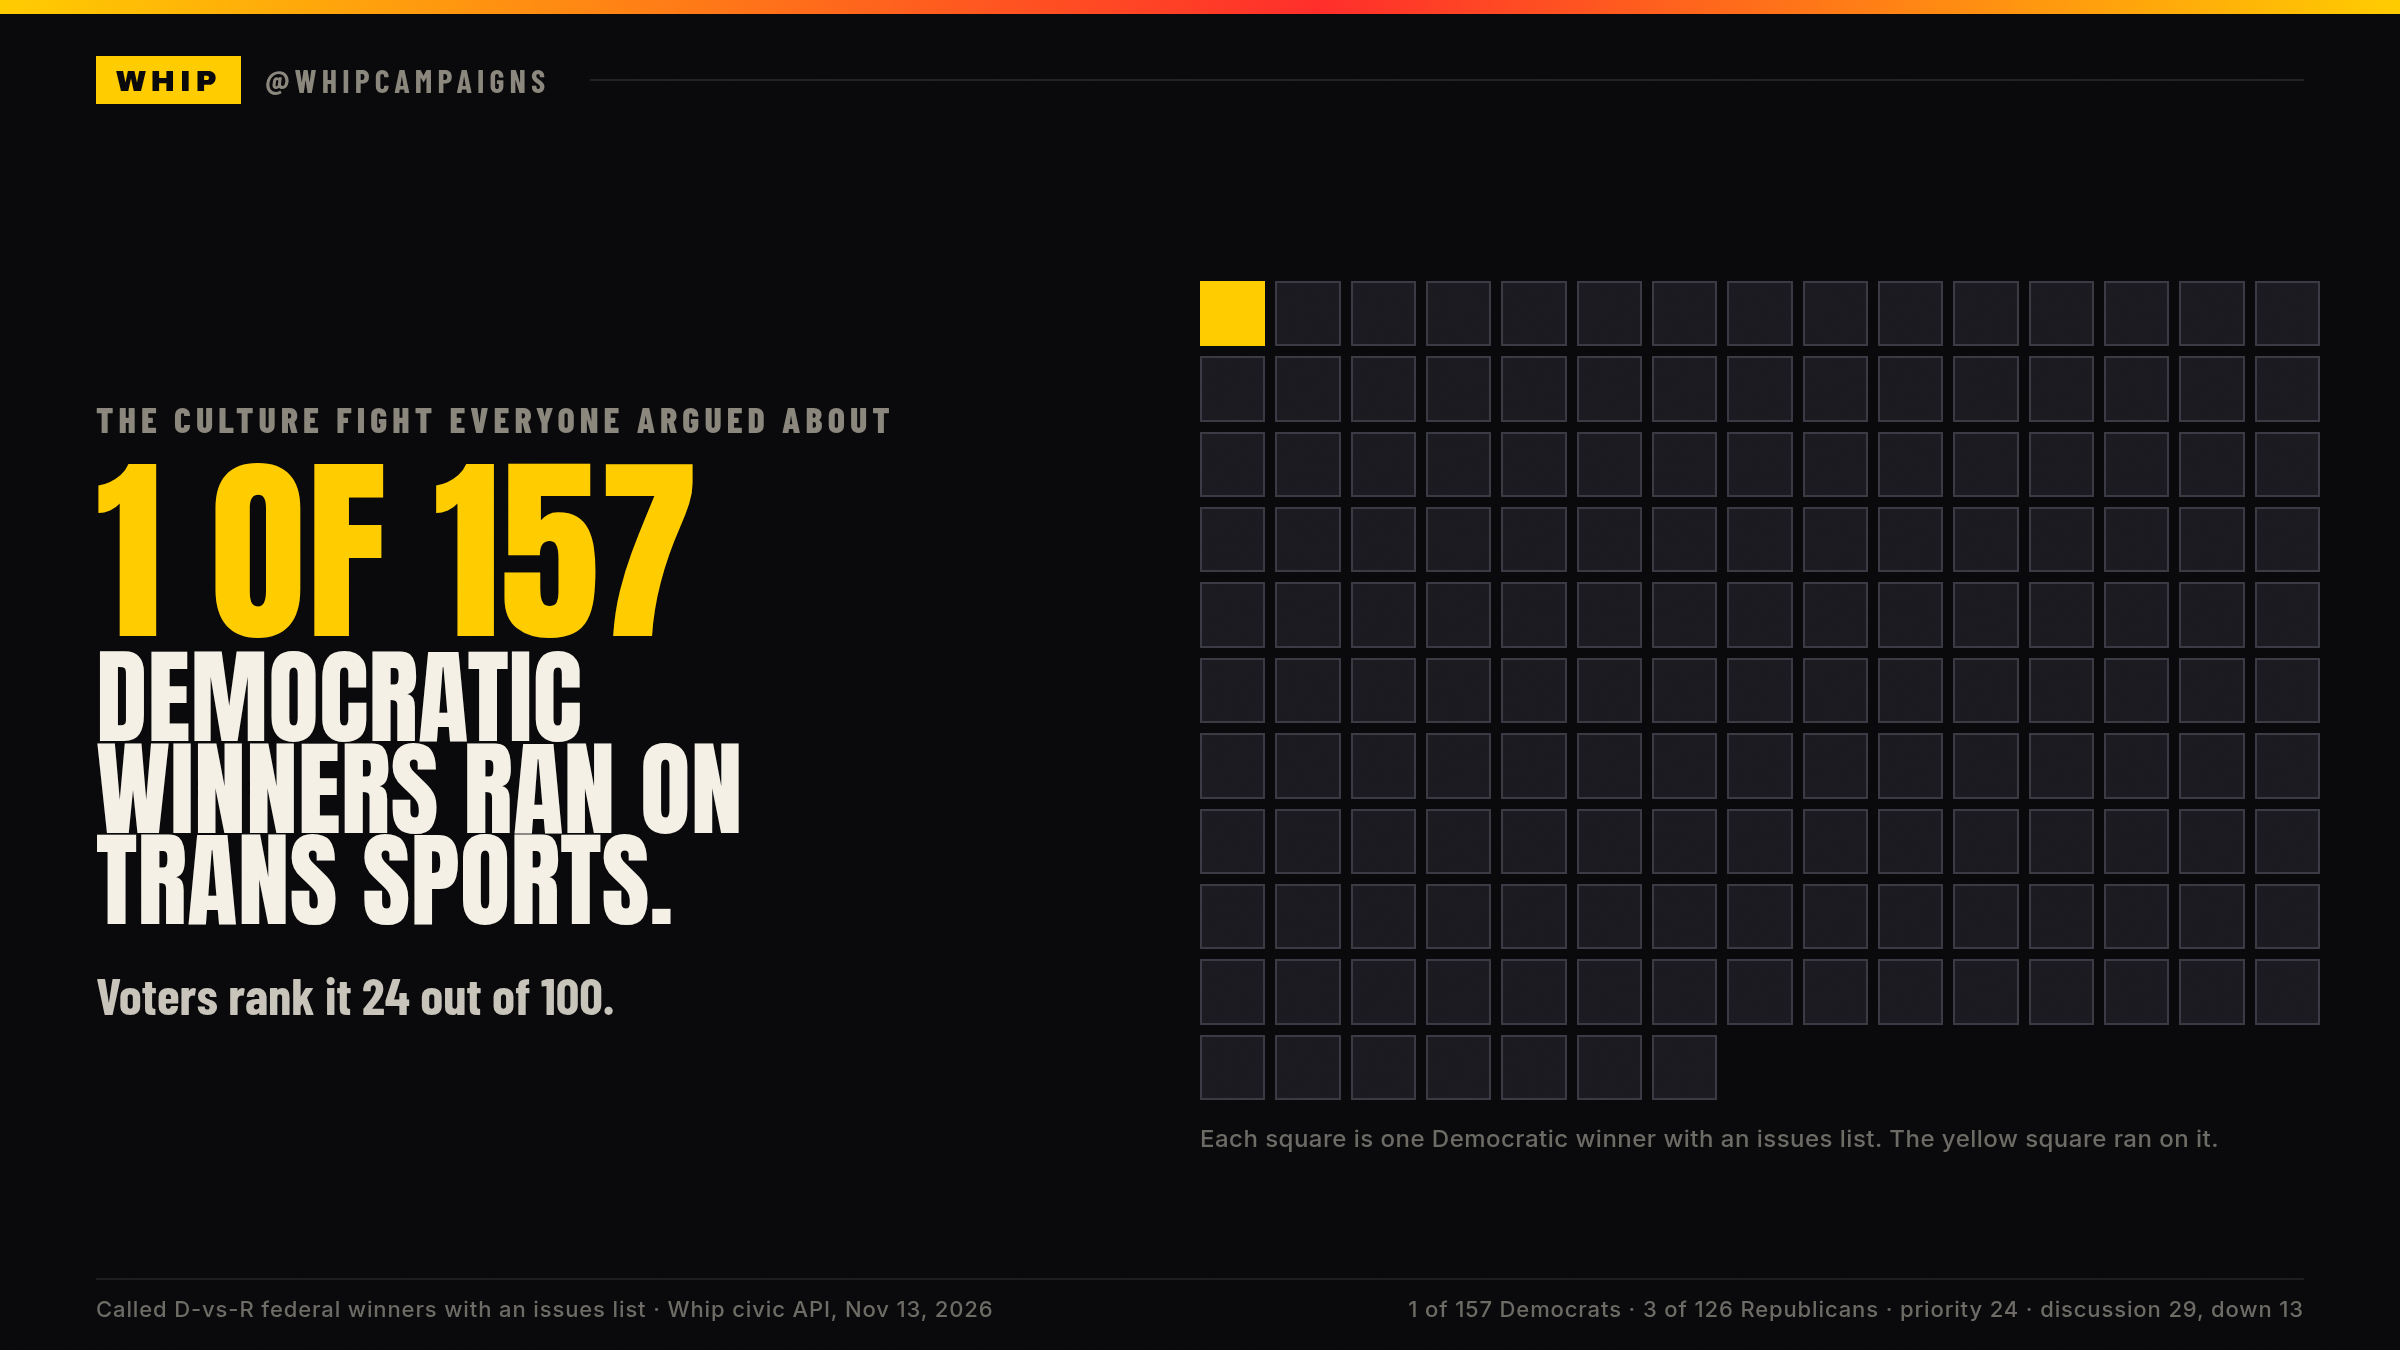 WHIP @WHIPCAMPAIGNS
THE CULTURE FIGHT EVERYONE ARGUED ABOUT
1 OF 157
DEMOCRATIC
WINNERS RAN ON
TRANS SPORTS.
Voters rank it 24 out of 100.
Each square is one Democratic winner with an issues list. The yellow square ran on it.
Called D-vs-R federal winners with an issues list · Whip civic API, Nov 13, 2026
1 of 157 Democrats · 3 of 126 Republicans · priority 24 · discussion 29, down 13